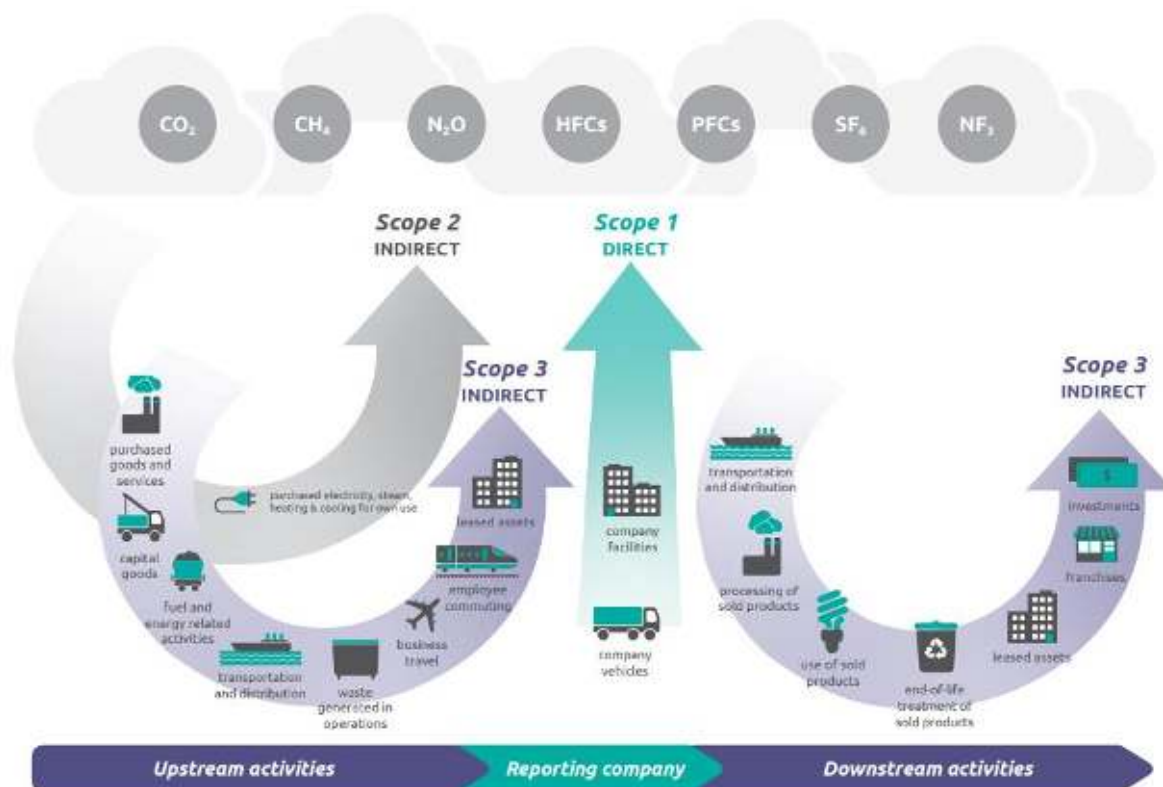 CO₂
CH₄
N₂O
HFCs
PFCs
SF₆
NF₃
Scope 2
INDIRECT
Scope 1
DIRECT
Scope 3
INDIRECT
Scope 3
INDIRECT
purchased
goods and
services
capital
goods
fuel and
energy related
activities
purchased electricity, steam,
heating & cooling for own use
transportation
and distribution
waste
generated in
operations
business
travel
employee
commuting
leased assets
company
facilities
company
vehicles
transportation
and distribution
processing of
sold products
use of sold
products
end-of-life
treatment of
sold products
leased assets
franchises
investments
$
Upstream activities
Reporting company
Downstream activities